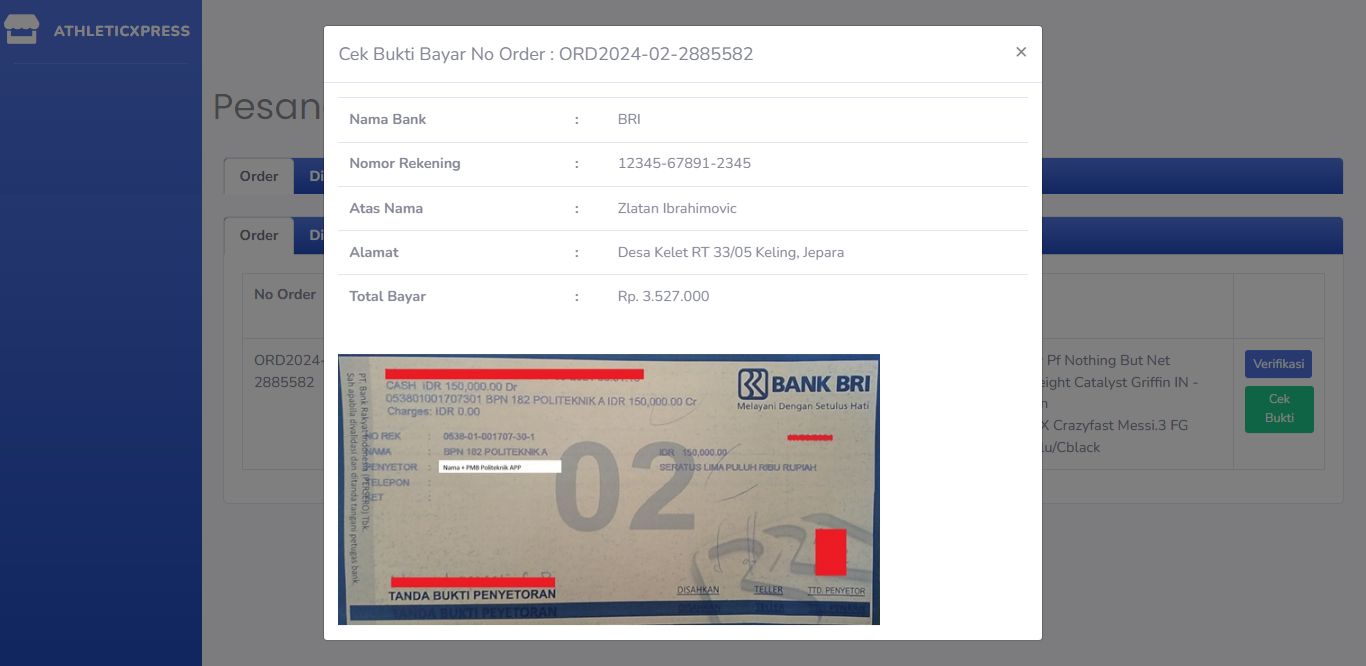 ATHLETICXPRESS
Pesan
Order Di
Order Di
No Order
ORD2024-
2885582
Pf Nothing But Net
eight Catalyst Griffin IN -
n
X Crazyfast Messi.3 FG
lu/Cblack
Verifikasi
Cek
Bukti
Cek Bukti Bayar No Order : ORD2024-02-2885582
×
Nama Bank : BRI
Nomor Rekening : 12345-67891-2345
Atas Nama : Zlatan Ibrahimovic
Alamat : Desa Kelet RT 33/05 Keling, Jepara
Total Bayar : Rp. 3.527.000
PT. Bank Rakyat Indonesia (PERSERO) Tbk.
Sah apabila divalidasi dan ditanda tangani petugas bank.
CASH IDR 150,000.00 Dr
053801001707301 BPN 182 POLITEKNIK A IDR 150,000.00 Cr
Charges: IDR 0.00
BANK BRI
Melayani Dengan Setulus Hati
NO REK : 0538-01-001707-30-1
NAMA : BPN 182 POLITEKNIK A
PENYETOR : Nama + PMB Politeknik APP
TELEPON :
KET :
IDR 150,000.00
SERATUS LIMA PULUH RIBU RUPIAH
02
TANDA BUKTI PENYETORAN
DISAHKAN TELLER TTD. PENYETOR
TANDA BUKTI PEYETORAN
DISAHKAN TELLER